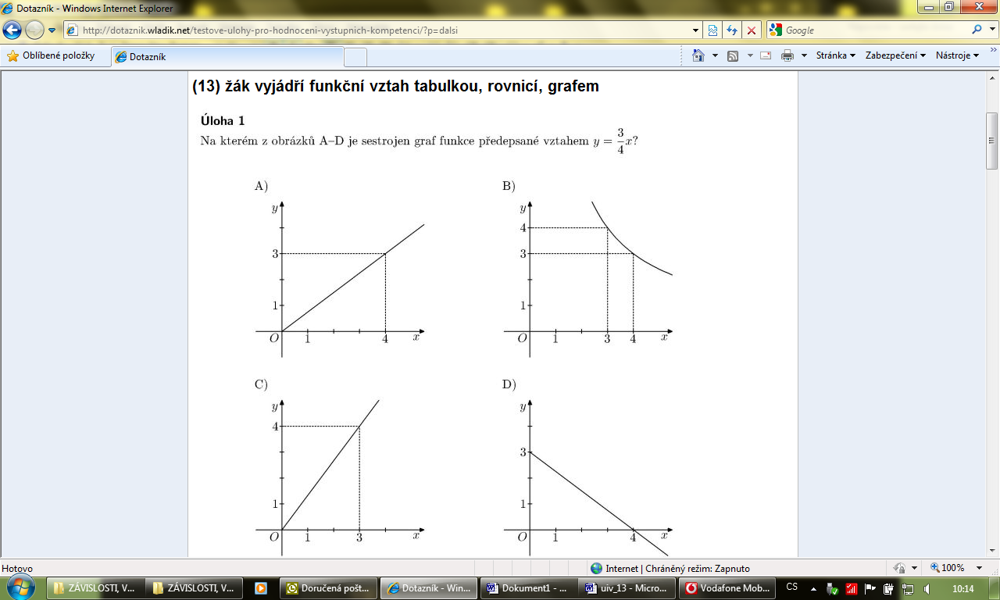 Dotazník - Windows Internet Explorer
http://dotaznik.wladik.net/testove-ulohy-pro-hodnoceni-vystupnich-kompetenci/?p=dalsi
Google
Oblíbené položky
Dotazník
Stránka
Zabezpečení
Nástroje
(13) žák vyjádří funkční vztah tabulkou, rovnicí, grafem
Úloha 1
Na kterém z obrázků A–D je sestrojen graf funkce předepsané vztahem y = 3/4 x?
A)
B)
y
y
4
3
3
1
1
O 1 4 x
O 1 3 4 x
C)
D)
y
y
4
3
1
1
O 1 3 x
O 1 4 x
Hotovo
Internet | Chráněný režim: Zapnuto
100%
ZÁVISLOSTI, V...
ZÁVISLOSTI, V...
Doručená pošt...
Dotazník - Win...
Dokument1 - ...
uiv_13 - Micro...
Vodafone Mob...
CS
10:14